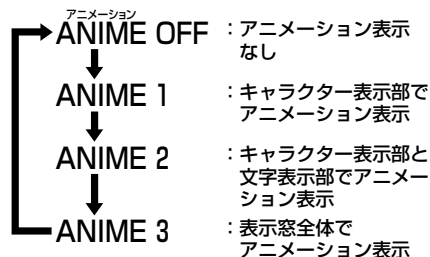 アニメーション
ANIME OFF ：アニメーション表示
なし
ANIME 1 ：キャラクター表示部で
アニメーション表示
ANIME 2 ：キャラクター表示部と
文字表示部でアニメー
ション表示
ANIME 3 ：表示窓全体で
アニメーション表示